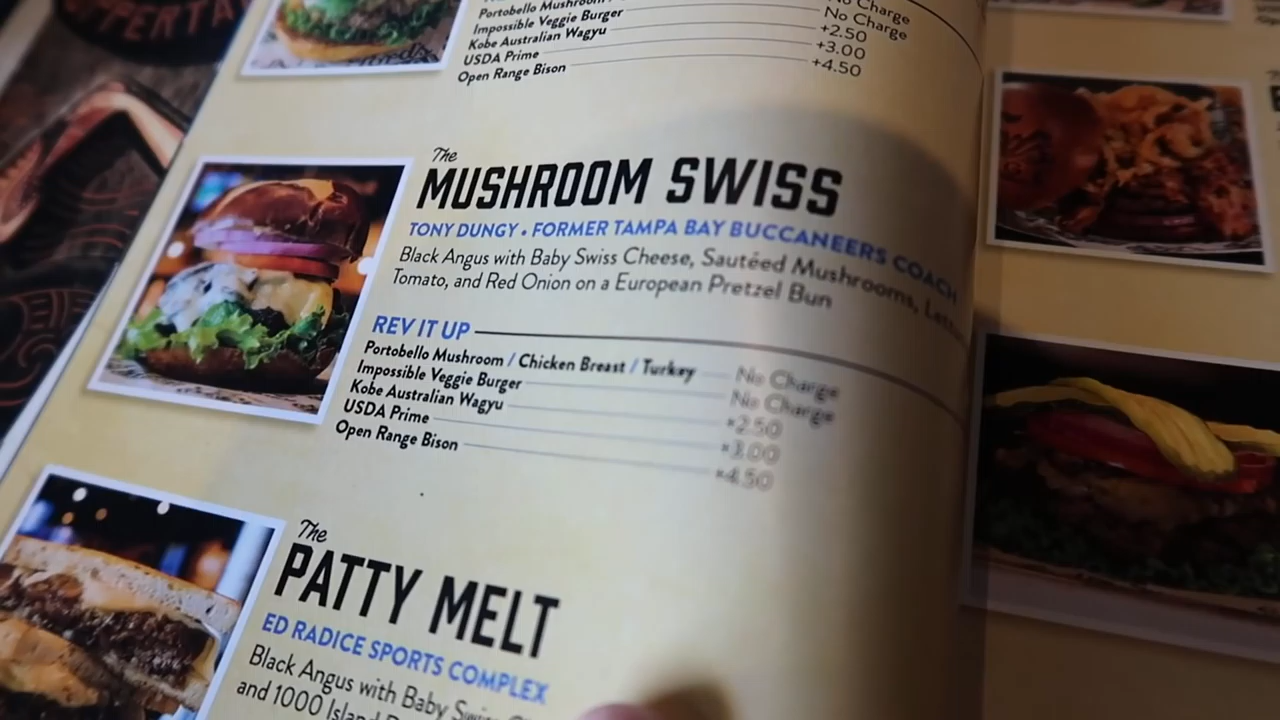 PPERTA
Portobello Mushroom
No Charge
Impossible Veggie Burger
No Charge
Kobe Australian Wagyu
+2.50
USDA Prime
+3.00
Open Range Bison
+4.50
The
MUSHROOM SWISS
TONY DUNGY • FORMER TAMPA BAY BUCCANEERS COACH
Black Angus with Baby Swiss Cheese, Sautéed Mushrooms,
Tomato, and Red Onion on a European Pretzel Bun
REV IT UP
Portobello Mushroom / Chicken Breast / Turkey No Charge
Impossible Veggie Burger No Charge
Kobe Australian Wagyu +2.50
USDA Prime +3.00
Open Range Bison +4.50
The
PATTY MELT
ED RADICE SPORTS COMPLEX
Black Angus with Baby Swiss
and 1000 Island